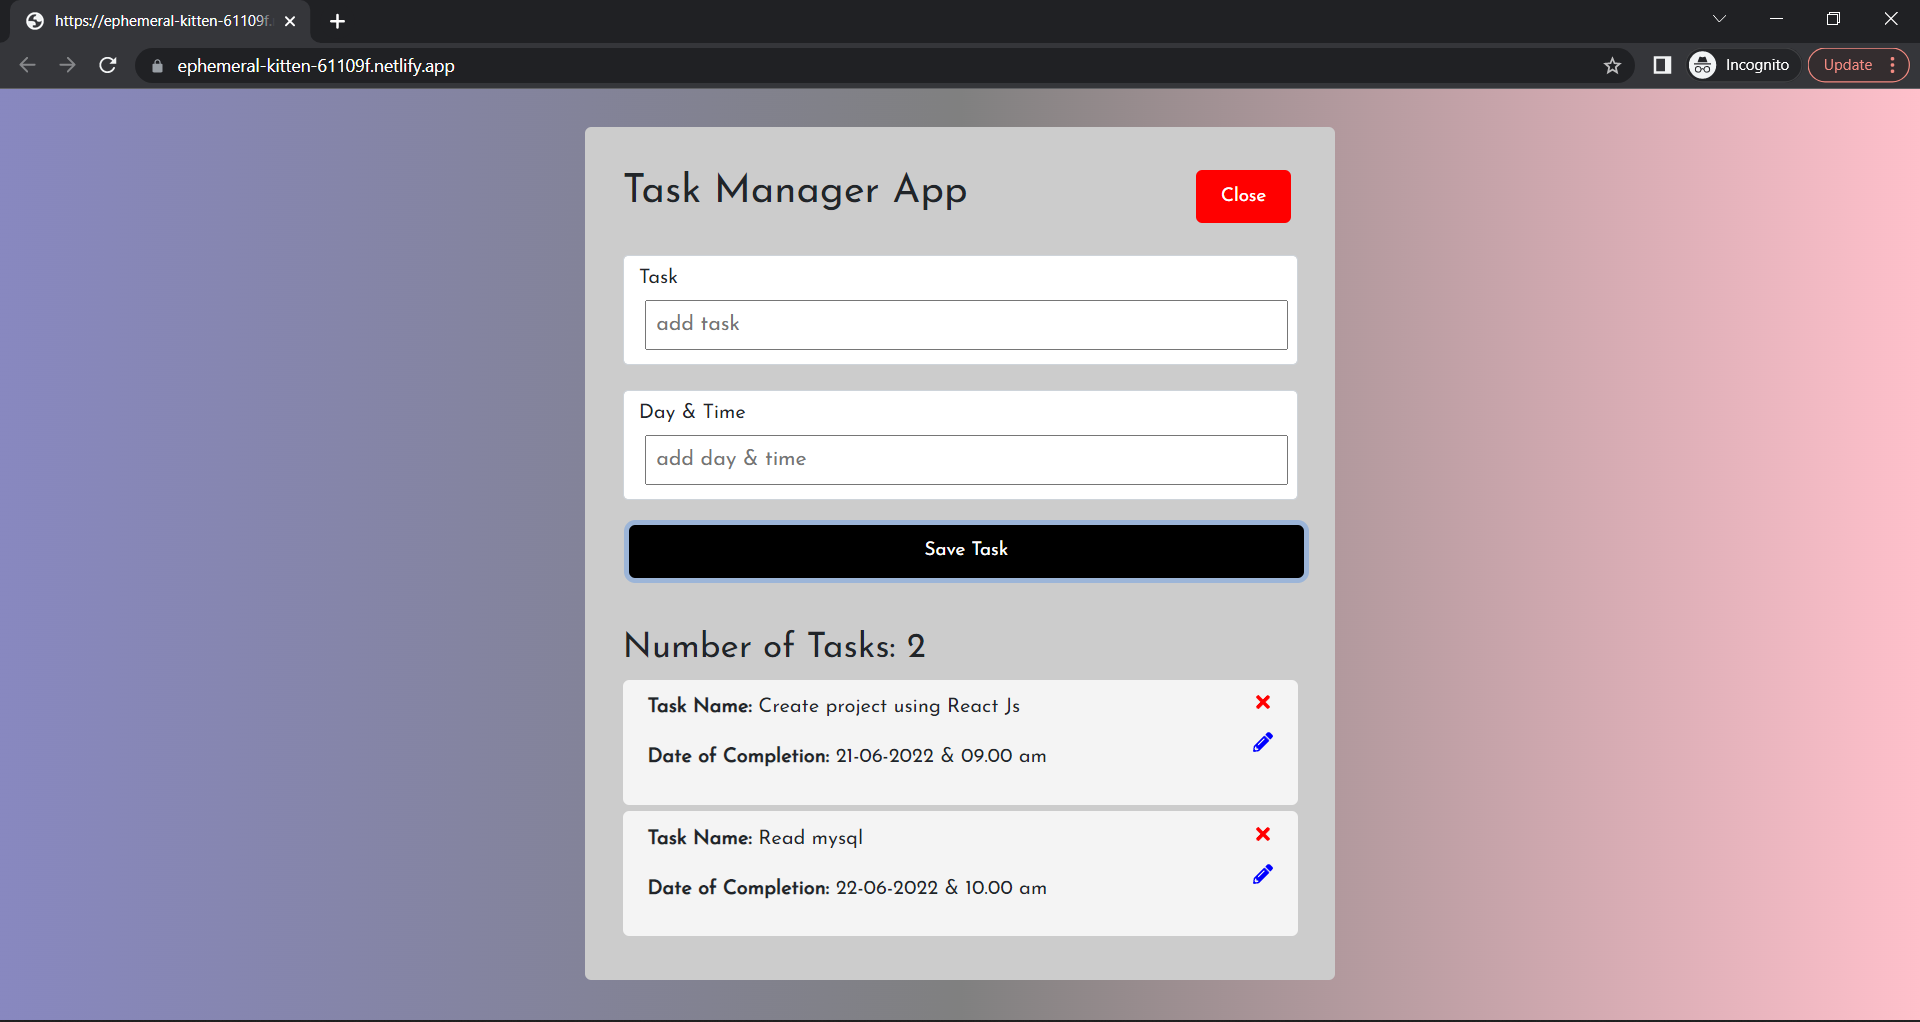 https://ephemeral-kitten-61109f.
ephemeral-kitten-61109f.netlify.app
Incognito
Update
Task Manager App
Close
Task
add task
Day & Time
add day & time
Save Task
Number of Tasks: 2
Task Name: Create project using React Js
Date of Completion: 21-06-2022 & 09.00 am
Task Name: Read mysql
Date of Completion: 22-06-2022 & 10.00 am